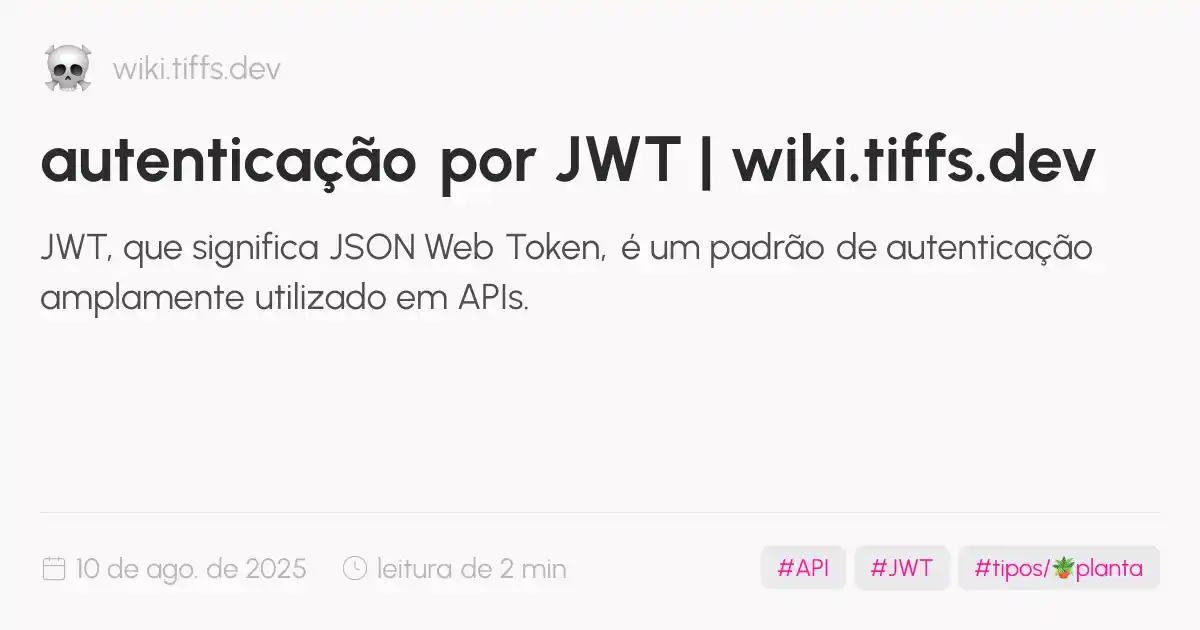 wiki.tiffs.dev
autenticação por JWT | wiki.tiffs.dev
JWT, que significa JSON Web Token, é um padrão de autenticação
amplamente utilizado em APIs.
10 de ago. de 2025 leitura de 2 min #API #JWT #tipos/🪴planta